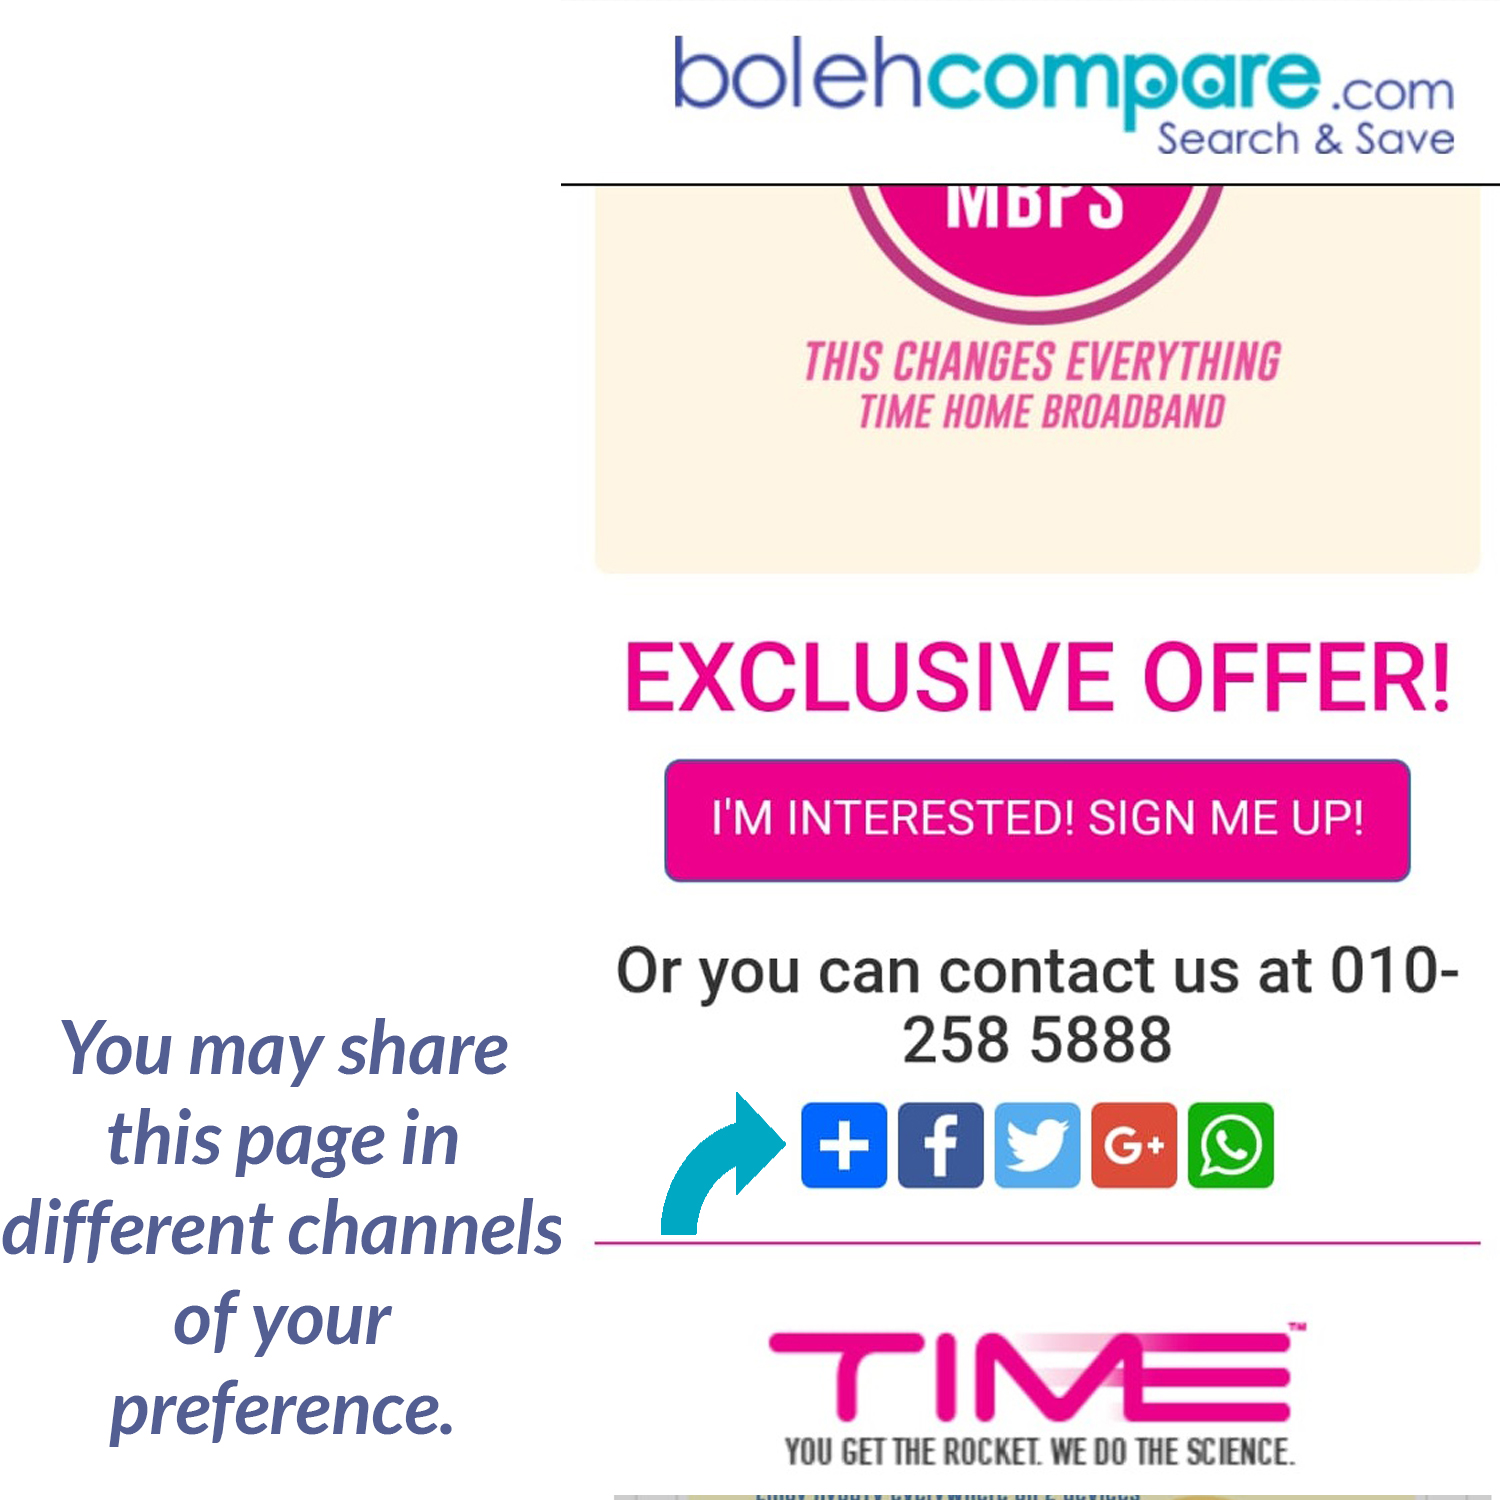 bolehcompare.com
Search & Save
MBPS
THIS CHANGES EVERYTHING
TIME HOME BROADBAND
EXCLUSIVE OFFER!
I'M INTERESTED! SIGN ME UP!
Or you can contact us at 010-
258 5888
You may share
this page in
different channels
of your
preference.
f
G+
TIME™
YOU GET THE ROCKET. WE DO THE SCIENCE.